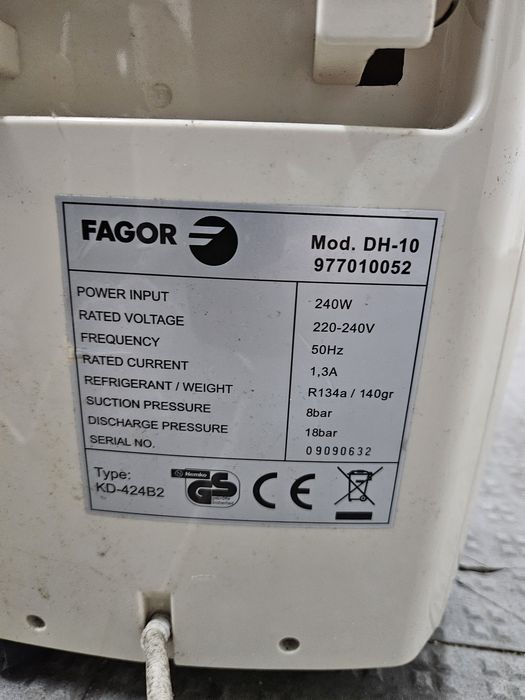 FAGOR
Mod. DH-10
977010052
POWER INPUT 240W
RATED VOLTAGE 220-240V
FREQUENCY 50Hz
RATED CURRENT 1,3A
REFRIGERANT / WEIGHT R134a / 140gr
SUCTION PRESSURE 8bar
DISCHARGE PRESSURE 18bar
SERIAL NO. 09090632
Type:
KD-424B2
Nemko
GS
CE